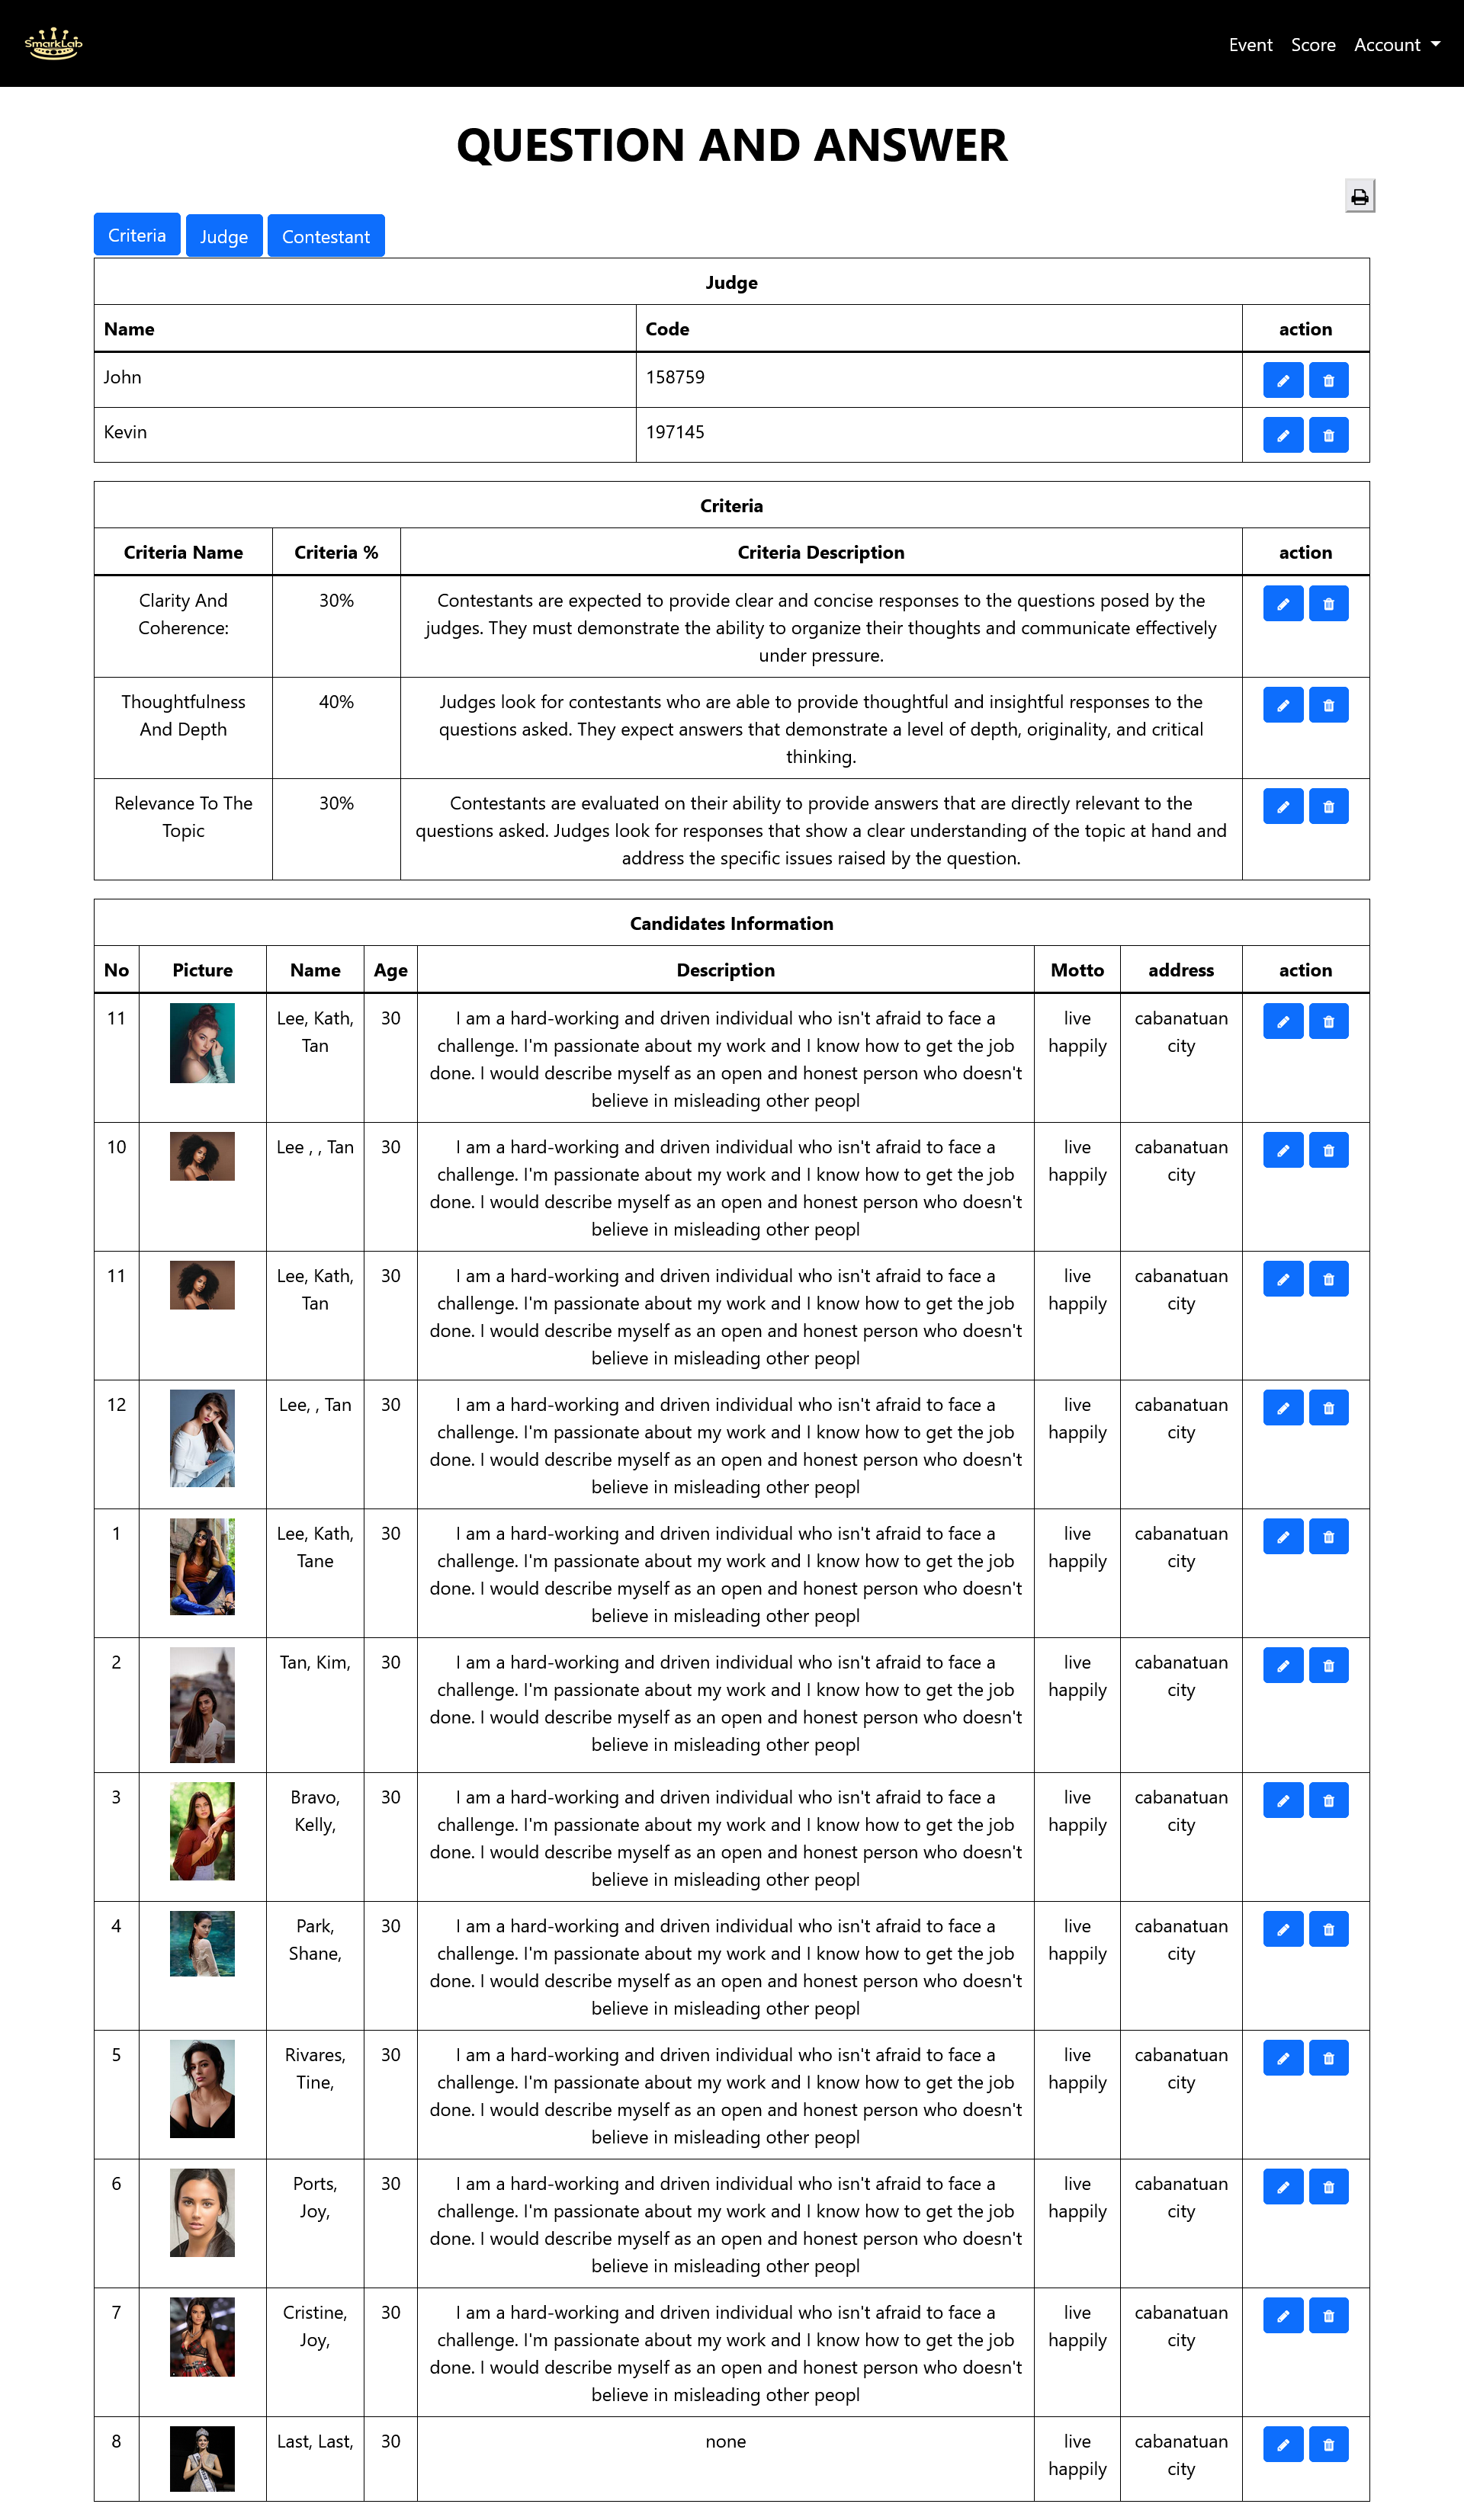 SmarkLab
Event Score Account
QUESTION AND ANSWER
Criteria Judge Contestant
Judge
Name Code action
John 158759
Kevin 197145
Criteria
Criteria Name Criteria % Criteria Description action
Clarity And 30% Contestants are expected to provide clear and concise responses to the questions posed by the
Coherence: judges. They must demonstrate the ability to organize their thoughts and communicate effectively
under pressure.
Thoughtfulness 40% Judges look for contestants who are able to provide thoughtful and insightful responses to the
And Depth questions asked. They expect answers that demonstrate a level of depth, originality, and critical
thinking.
Relevance To The 30% Contestants are evaluated on their ability to provide answers that are directly relevant to the
Topic questions asked. Judges look for responses that show a clear understanding of the topic at hand and
address the specific issues raised by the question.
Candidates Information
No Picture Name Age Description Motto address action
11 Lee, Kath, 30 I am a hard-working and driven individual who isn't afraid to face a live cabanatuan
Tan challenge. I'm passionate about my work and I know how to get the job happily city
done. I would describe myself as an open and honest person who doesn't
believe in misleading other peopl
10 Lee , , Tan 30 I am a hard-working and driven individual who isn't afraid to face a live cabanatuan
challenge. I'm passionate about my work and I know how to get the job happily city
done. I would describe myself as an open and honest person who doesn't
believe in misleading other peopl
11 Lee, Kath, 30 I am a hard-working and driven individual who isn't afraid to face a live cabanatuan
Tan challenge. I'm passionate about my work and I know how to get the job happily city
done. I would describe myself as an open and honest person who doesn't
believe in misleading other peopl
12 Lee, , Tan 30 I am a hard-working and driven individual who isn't afraid to face a live cabanatuan
challenge. I'm passionate about my work and I know how to get the job happily city
done. I would describe myself as an open and honest person who doesn't
believe in misleading other peopl
1 Lee, Kath, 30 I am a hard-working and driven individual who isn't afraid to face a live cabanatuan
Tane challenge. I'm passionate about my work and I know how to get the job happily city
done. I would describe myself as an open and honest person who doesn't
believe in misleading other peopl
2 Tan, Kim, 30 I am a hard-working and driven individual who isn't afraid to face a live cabanatuan
challenge. I'm passionate about my work and I know how to get the job happily city
done. I would describe myself as an open and honest person who doesn't
believe in misleading other peopl
3 Bravo, 30 I am a hard-working and driven individual who isn't afraid to face a live cabanatuan
Kelly, challenge. I'm passionate about my work and I know how to get the job happily city
done. I would describe myself as an open and honest person who doesn't
believe in misleading other peopl
4 Park, 30 I am a hard-working and driven individual who isn't afraid to face a live cabanatuan
Shane, challenge. I'm passionate about my work and I know how to get the job happily city
done. I would describe myself as an open and honest person who doesn't
believe in misleading other peopl
5 Rivares, 30 I am a hard-working and driven individual who isn't afraid to face a live cabanatuan
Tine, challenge. I'm passionate about my work and I know how to get the job happily city
done. I would describe myself as an open and honest person who doesn't
believe in misleading other peopl
6 Ports, 30 I am a hard-working and driven individual who isn't afraid to face a live cabanatuan
Joy, challenge. I'm passionate about my work and I know how to get the job happily city
done. I would describe myself as an open and honest person who doesn't
believe in misleading other peopl
7 Cristine, 30 I am a hard-working and driven individual who isn't afraid to face a live cabanatuan
Joy, challenge. I'm passionate about my work and I know how to get the job happily city
done. I would describe myself as an open and honest person who doesn't
believe in misleading other peopl
8 Last, Last, 30 none live cabanatuan
happily city